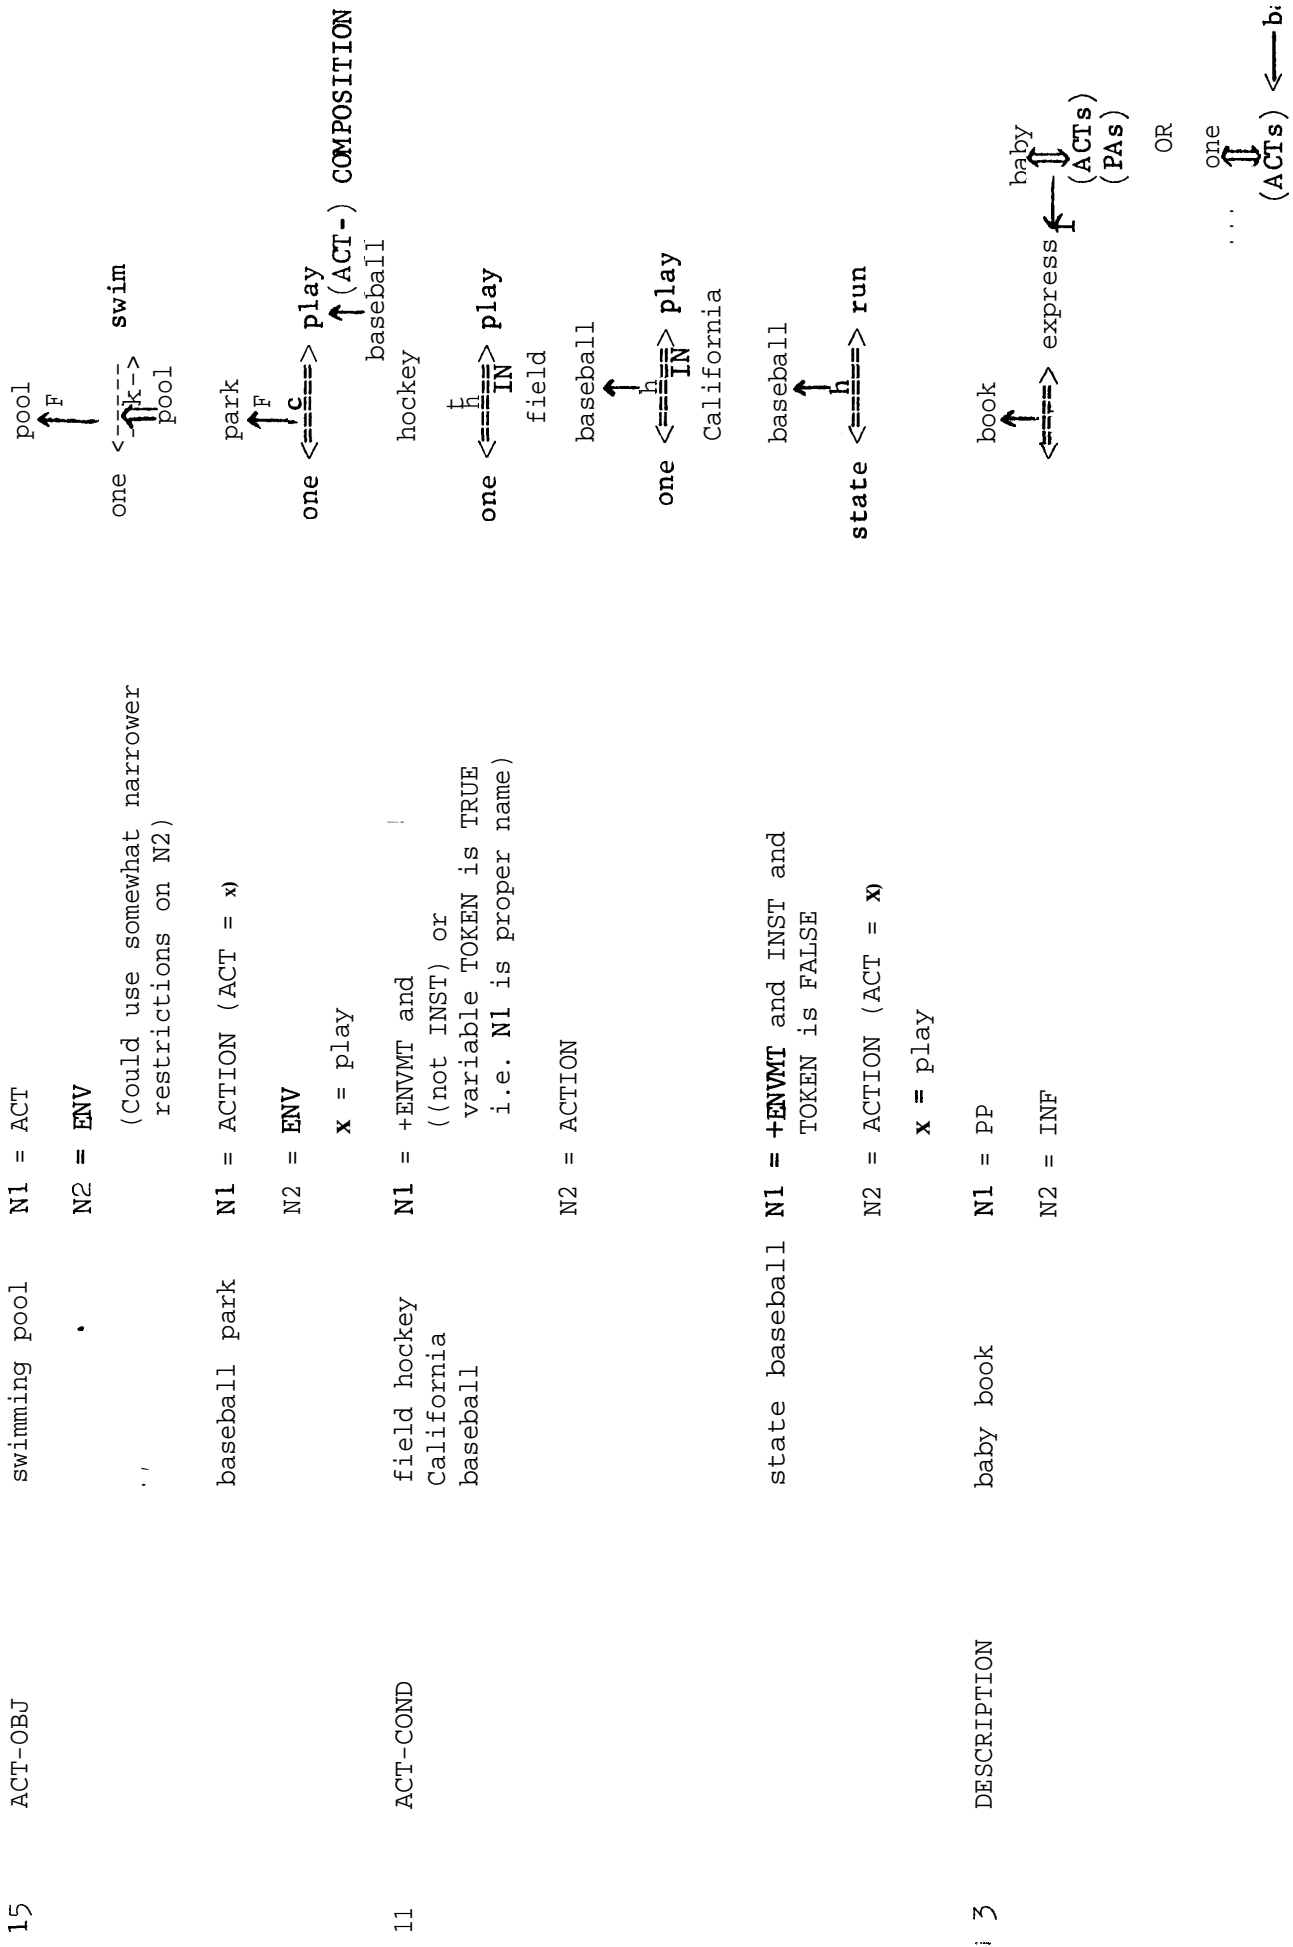 15 ACT-OBJ swimming pool N1 = ACT
N2 = ENV
(Could use somewhat narrower
restrictions on N2)
pool
F
one <---- swim
k->
pool
baseball park N1 = ACTION (ACT = x)
N2 = ENV
x = play
park
F
c
one <====> play (ACT-) COMPOSITION
baseball
11 ACT-COND field hockey N1 = +ENVMT and
California ((not INST) or
baseball variable TOKEN is TRUE
i.e. N1 is proper name)
N2 = ACTION
hockey
one <====> play
IN
field
baseball
h
one <====> play
IN
California
state baseball N1 = +ENVMT and INST and
TOKEN is FALSE
N2 = ACTION (ACT = x)
x = play
baseball
h
state <====> run
3 DESCRIPTION baby book N1 = PP
N2 = INF
book
<===> express
I
baby
(ACTs)
(PAs)
OR
... one
(ACTs)